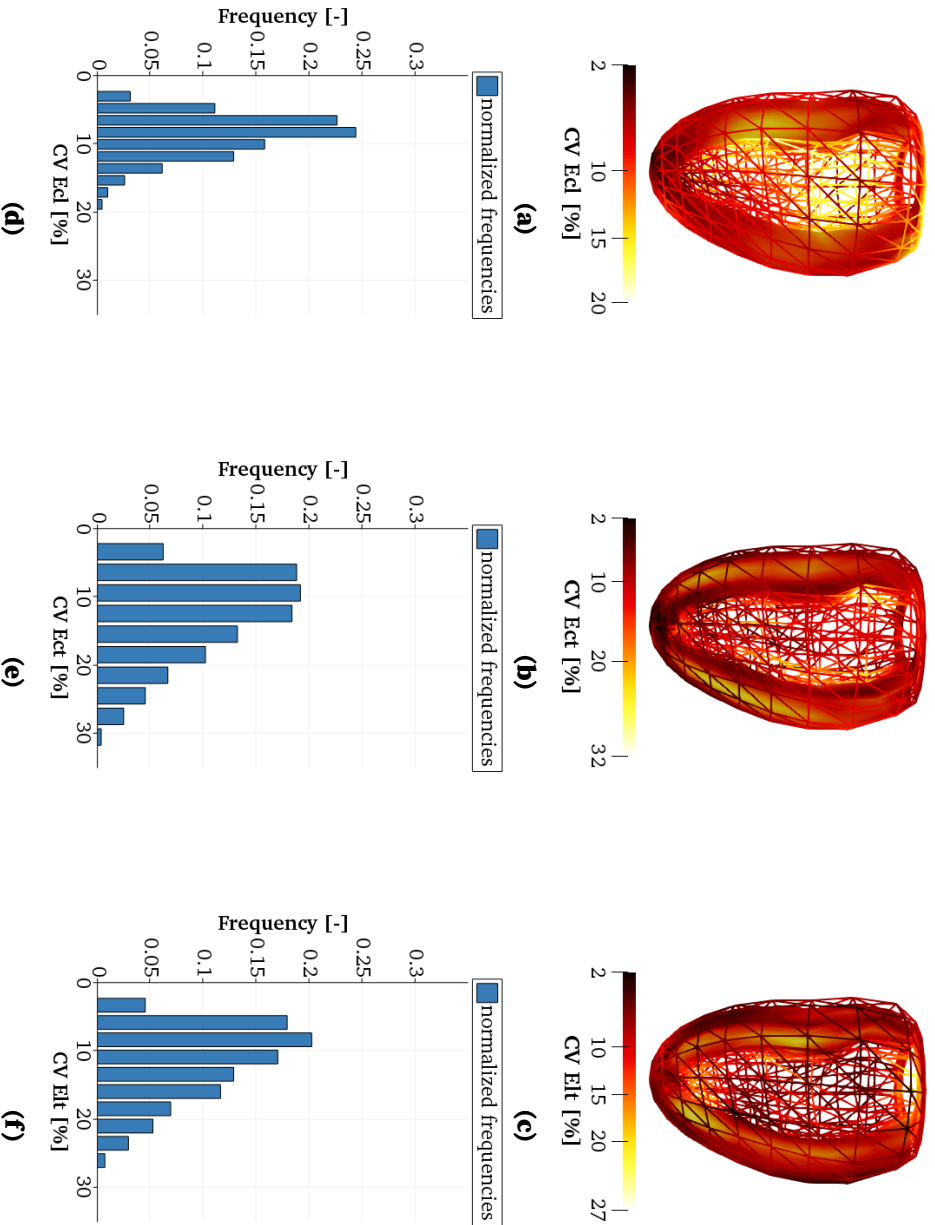 2 10 15 20
CV Ecl [%]
(a)
2 10 20 32
CV Ect [%]
(b)
2 10 15 20 27
CV Elt [%]
(c)
normalized frequencies
Frequency [-]
0.3
0.25
0.2
0.15
0.1
0.05
0
0 10 20 30
CV Ecl [%]
(d)
normalized frequencies
Frequency [-]
0.3
0.25
0.2
0.15
0.1
0.05
0
0 10 20 30
CV Ect [%]
(e)
normalized frequencies
Frequency [-]
0.3
0.25
0.2
0.15
0.1
0.05
0
0 10 20 30
CV Elt [%]
(f)